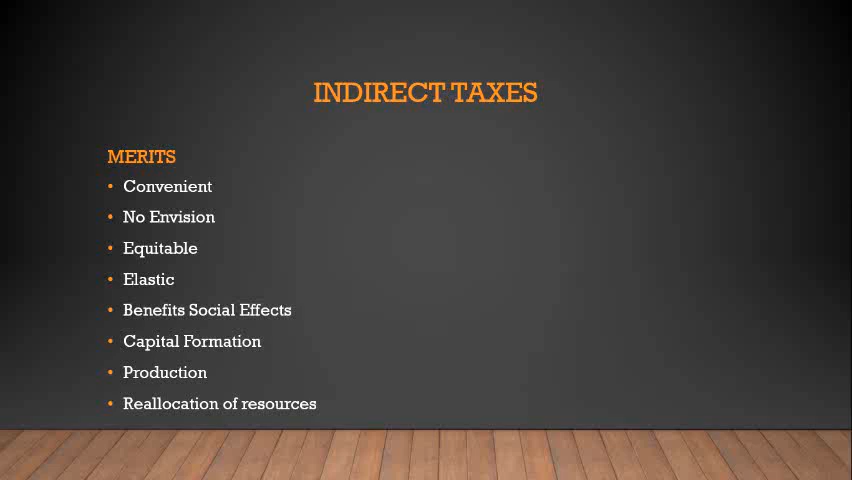 INDIRECT TAXES
MERITS
• Convenient
• No Envision
• Equitable
• Elastic
• Benefits Social Effects
• Capital Formation
• Production
• Reallocation of resources